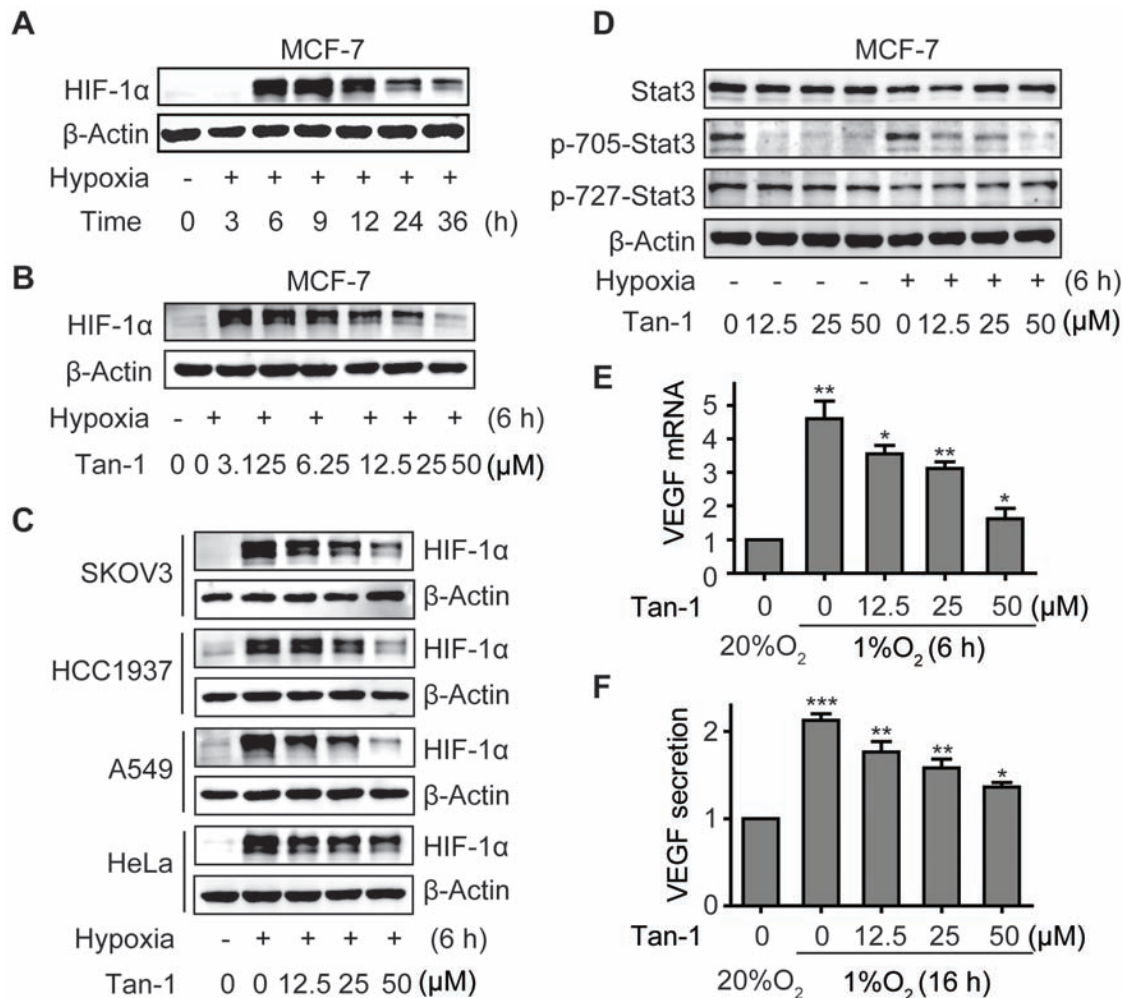 A
MCF-7
HIF-1α
β-Actin
Hypoxia - + + + + + +
Time 0 3 6 9 12 24 36 (h)
B
MCF-7
HIF-1α
β-Actin
Hypoxia - + + + + + + (6 h)
Tan-1 0 0 3.125 6.25 12.5 25 50 (µM)
C
SKOV3
HIF-1α
β-Actin
HCC1937
HIF-1α
β-Actin
A549
HIF-1α
β-Actin
HeLa
HIF-1α
β-Actin
Hypoxia - + + + + (6 h)
Tan-1 0 0 12.5 25 50 (µM)
D
MCF-7
Stat3
p-705-Stat3
p-727-Stat3
β-Actin
Hypoxia - - - - + + + + (6 h)
Tan-1 0 12.5 25 50 0 12.5 25 50 (µM)
E
VEGF mRNA
5
4
3
2
1
0
** * ** *
Tan-1 0 0 12.5 25 50 (µM)
20%O₂ 1%O₂ (6 h)
F
VEGF secretion
2
1
0
*** ** ** *
Tan-1 0 0 12.5 25 50 (µM)
20%O₂ 1%O₂ (16 h)